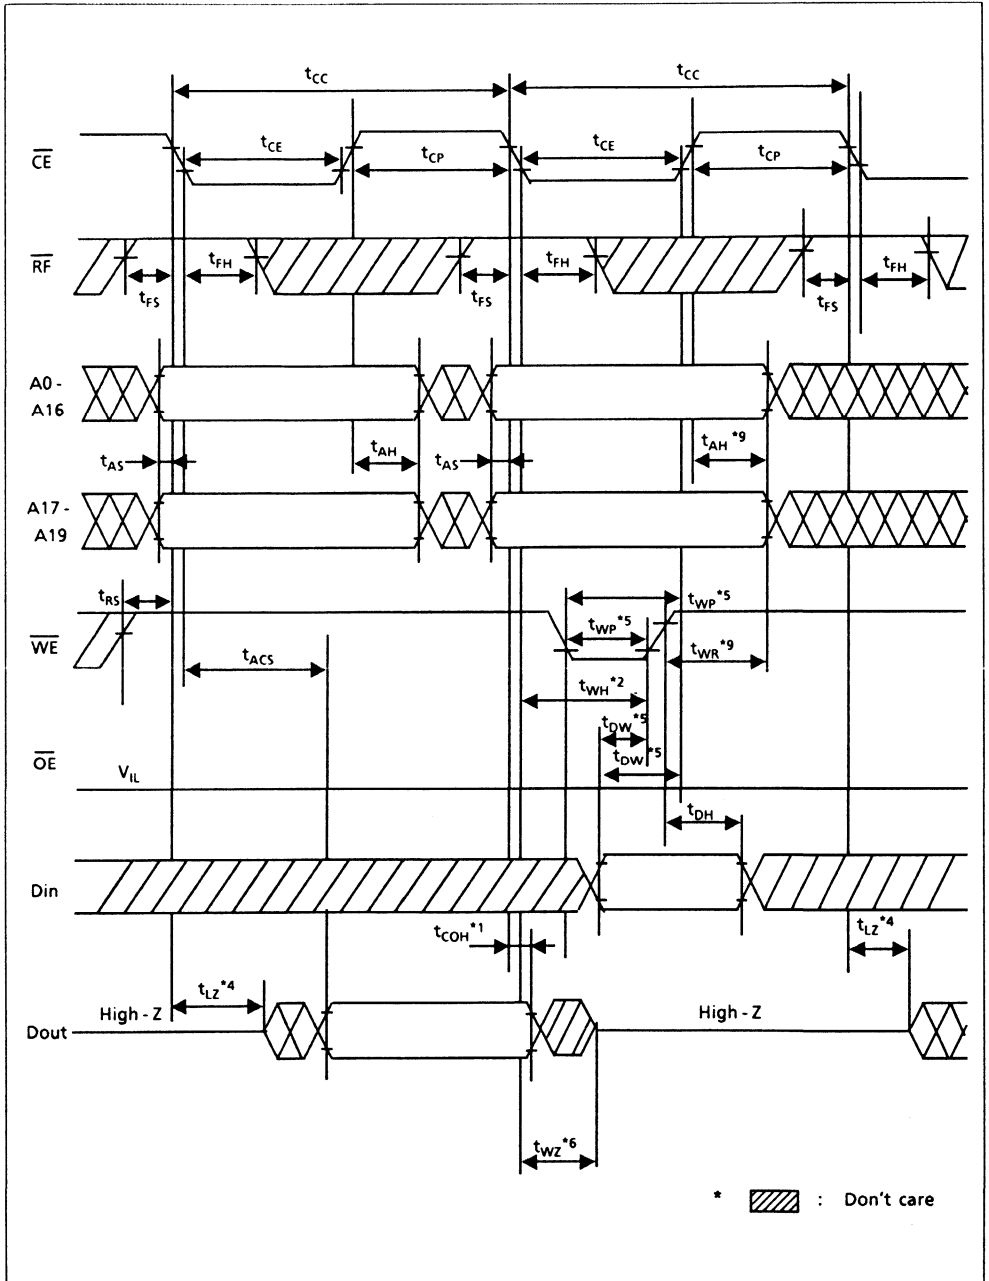 tCC tCC
CE tCE tCP tCE tCP
RF tFS tFH tFS tFH tFS tFH
A0 -
A16
tAS tAH tAS tAH*9
A17 -
A19
tRS tWP*5
WE tWP*5
tACS tWR*9
tWH*2
tDW*5
OE tDW*5
VIL
tDH
Din
tCOH*1 tLZ*4
tLZ*4
High - Z High - Z
Dout
tWZ*6
* : Don't care